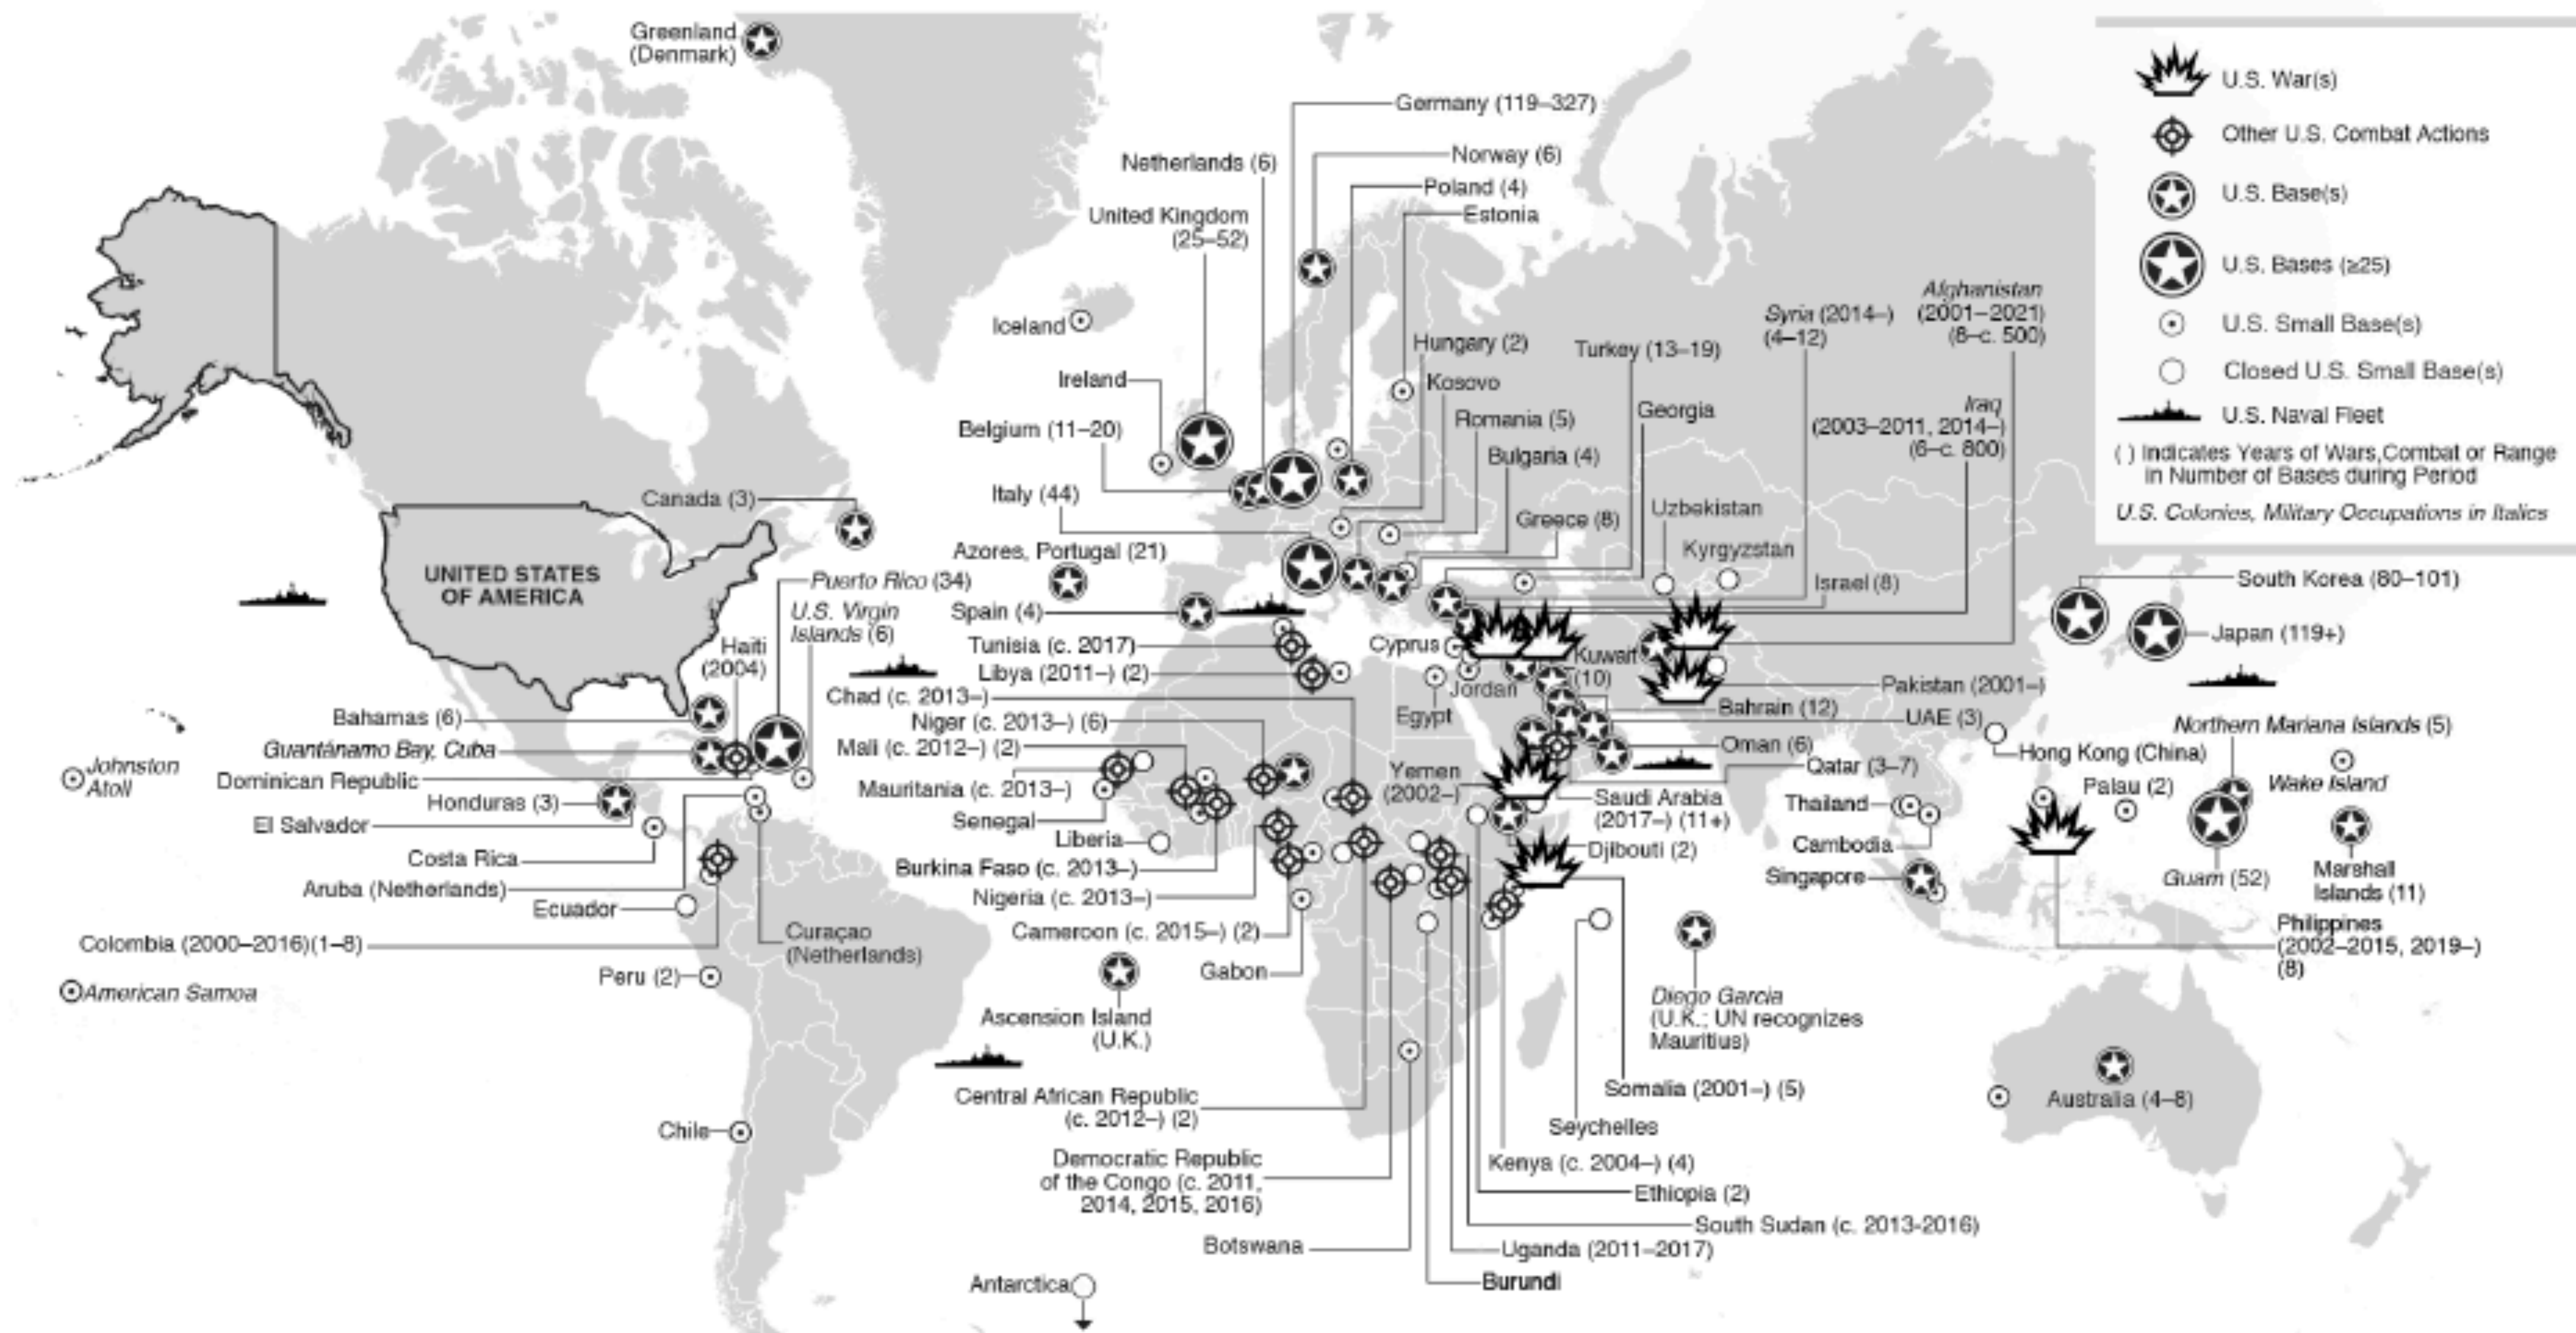 Greenland
(Denmark)
Germany (119–327)
Netherlands (6)
Norway (6)
Poland (4)
Estonia
United Kingdom
(25–52)
Iceland
Ireland
Belgium (11–20)
Italy (44)
Hungary (2)
Kosovo
Romania (5)
Bulgaria (4)
Greece (8)
Turkey (13–19)
Georgia
Syria (2014–)
(4–12)
Afghanistan
(2001–2021)
(8–c. 500)
Iraq
(2003–2011, 2014–)
(6–c. 800)
Uzbekistan
Kyrgyzstan
Israel (8)
U.S. War(s)
Other U.S. Combat Actions
U.S. Base(s)
U.S. Bases (≥25)
U.S. Small Base(s)
Closed U.S. Small Base(s)
U.S. Naval Fleet
( ) Indicates Years of Wars,Combat or Range
in Number of Bases during Period
U.S. Colonies, Military Occupations in Italics
Canada (3)
UNITED STATES
OF AMERICA
Azores, Portugal (21)
Puerto Rico (34)
U.S. Virgin
Islands (6)
Haiti
(2004)
Spain (4)
Tunisia (c. 2017)
Libya (2011–) (2)
Chad (c. 2013–)
Niger (c. 2013–) (6)
Mali (c. 2012–) (2)
Mauritania (c. 2013–)
Senegal
Liberia
Burkina Faso (c. 2013–)
Nigeria (c. 2013–)
Cameroon (c. 2015–) (2)
Gabon
Cyprus
Jordan
Egypt
Kuwait
(10)
Yemen
(2002–)
Bahrain (12)
Pakistan (2001–)
UAE (3)
Oman (6)
Qatar (3–7)
Saudi Arabia
(2017–) (11+)
Djibouti (2)
South Korea (80–101)
Japan (119+)
Hong Kong (China)
Northern Mariana Islands (5)
Wake Island
Palau (2)
Thailand
Cambodia
Singapore
Guam (52)
Marshall
Islands (11)
Philippines
(2002–2015, 2019–)
(8)
Bahamas (6)
Guantánamo Bay, Cuba
Johnston
Atoll
Dominican Republic
Honduras (3)
El Salvador
Costa Rica
Aruba (Netherlands)
Ecuador
Colombia (2000–2016)(1–8)
Curaçao
(Netherlands)
Peru (2)
American Samoa
Chile
Ascension Island
(U.K.)
Diego Garcia
(U.K.; UN recognizes
Mauritius)
Central African Republic
(c. 2012–) (2)
Democratic Republic
of the Congo (c. 2011,
2014, 2015, 2016)
Botswana
Somalia (2001–) (5)
Seychelles
Kenya (c. 2004–) (4)
Ethiopia (2)
South Sudan (c. 2013-2016)
Uganda (2011–2017)
Burundi
Australia (4–8)
Antarctica